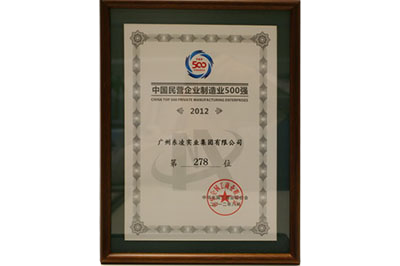 500
中国民营企业制造业500强
CHINA TOP 500 PRIVATE MANUFACTURING ENTERPRISES
2012
广州东凌实业集团有限公司
第 278 位